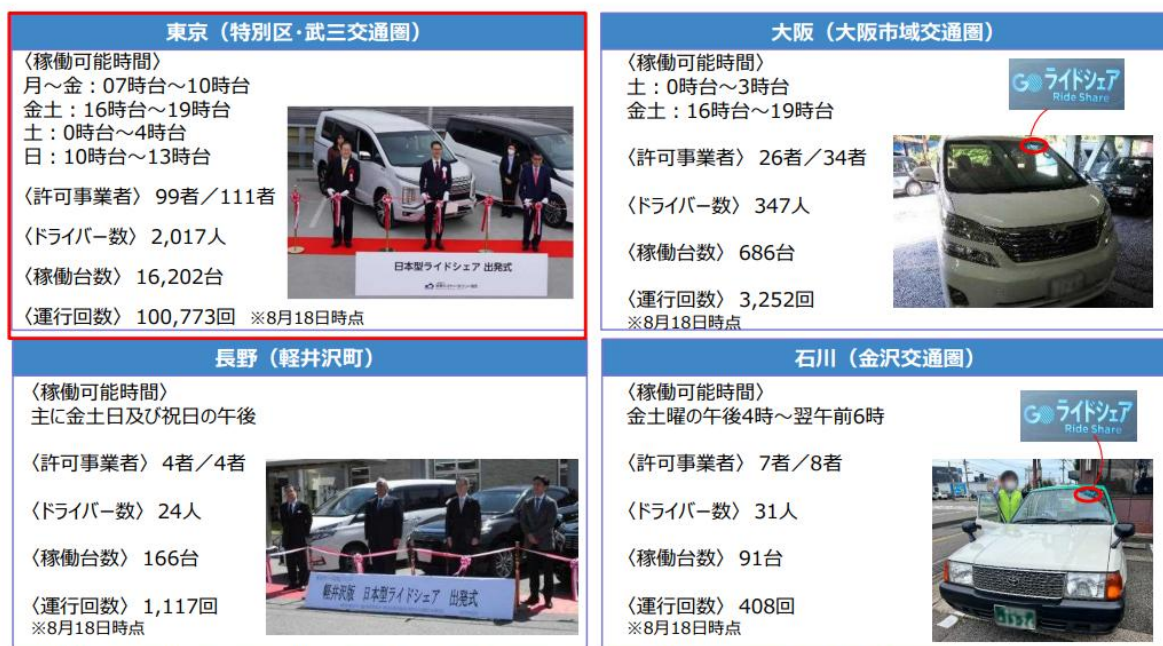 東京（特別区・武三交通圏）
〈稼働可能時間〉
月～金：07時台～10時台
金土：16時台～19時台
土：0時台～4時台
日：10時台～13時台
〈許可事業者〉 99者／111者
〈ドライバー数〉 2,017人
〈稼働台数〉 16,202台
〈運行回数〉 100,773回 ※8月18日時点
日本型ライドシェア 出発式
大阪（大阪市域交通圏）
〈稼働可能時間〉
土：0時台～3時台
金土：16時台～19時台
〈許可事業者〉 26者／34者
〈ドライバー数〉 347人
〈稼働台数〉 686台
〈運行回数〉 3,252回
※8月18日時点
GO ライドシェア
Ride Share
長野（軽井沢町）
〈稼働可能時間〉
主に金土日及び祝日の午後
〈許可事業者〉 4者／4者
〈ドライバー数〉 24人
〈稼働台数〉 166台
〈運行回数〉 1,117回
※8月18日時点
軽井沢版 日本型ライドシェア 出発式
石川（金沢交通圏）
〈稼働可能時間〉
金土曜の午後4時～翌午前6時
〈許可事業者〉 7者／8者
〈ドライバー数〉 31人
〈稼働台数〉 91台
〈運行回数〉 408回
※8月18日時点
GO ライドシェア
Ride Share